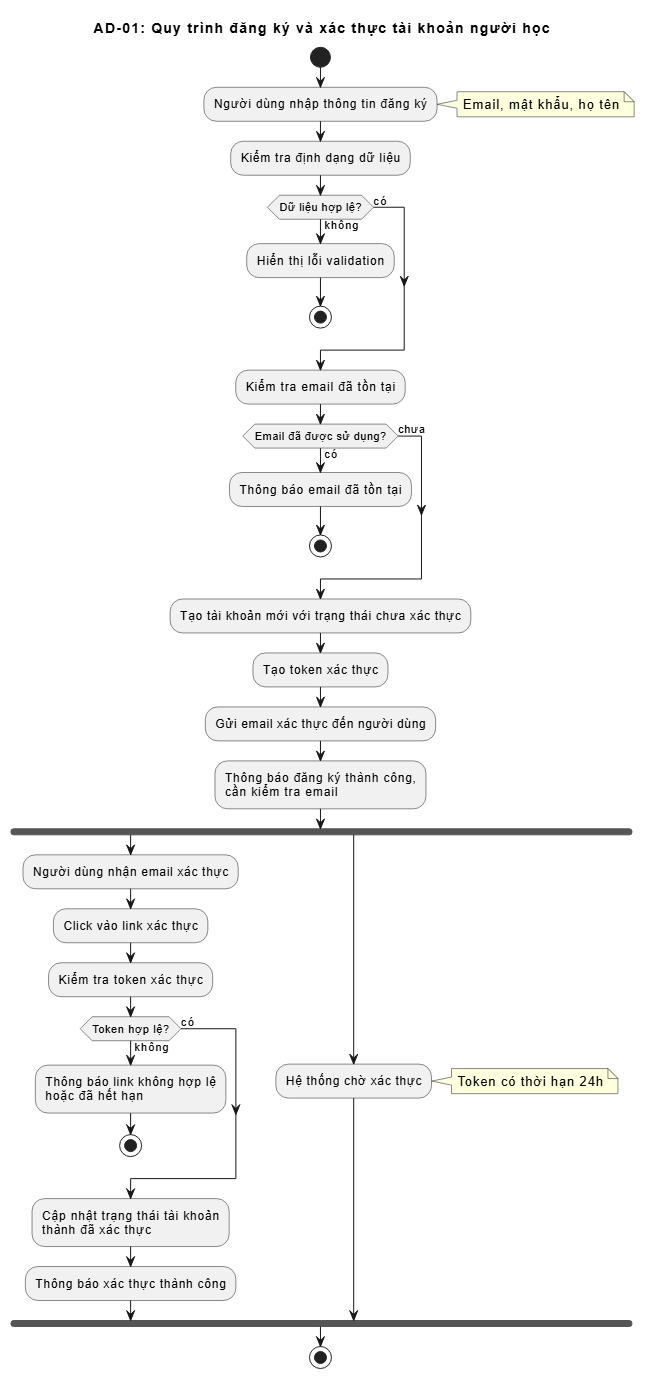 AD-01: Quy trình đăng ký và xác thực tài khoản người học
Người dùng nhập thông tin đăng ký
Email, mật khẩu, họ tên
Kiểm tra định dạng dữ liệu
Dữ liệu hợp lệ?
có
không
Hiển thị lỗi validation
Kiểm tra email đã tồn tại
Email đã được sử dụng?
chưa
có
Thông báo email đã tồn tại
Tạo tài khoản mới với trạng thái chưa xác thực
Tạo token xác thực
Gửi email xác thực đến người dùng
Thông báo đăng ký thành công,
cần kiểm tra email
Người dùng nhận email xác thực
Click vào link xác thực
Kiểm tra token xác thực
Token hợp lệ?
có
không
Thông báo link không hợp lệ
hoặc đã hết hạn
Hệ thống chờ xác thực
Token có thời hạn 24h
Cập nhật trạng thái tài khoản
thành đã xác thực
Thông báo xác thực thành công